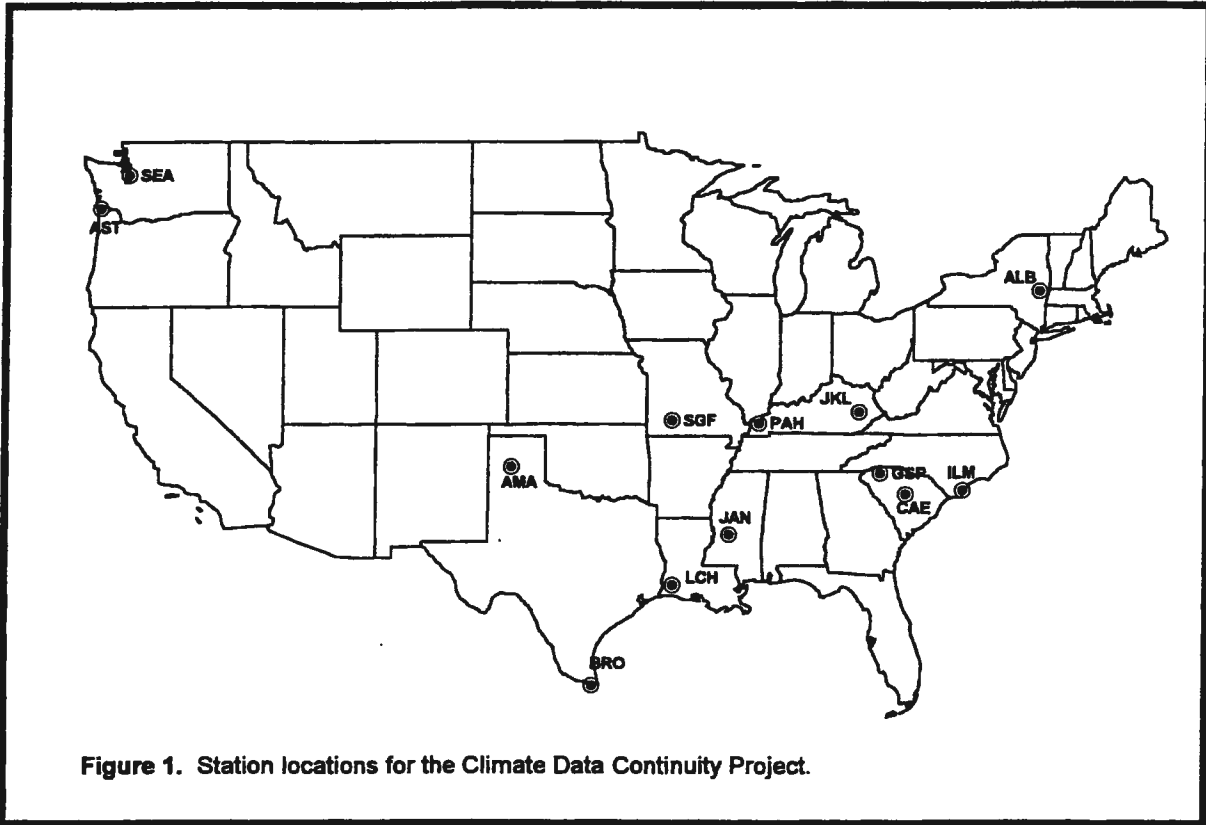 SEA
AST
ALB
JKL
SGF
PAH
AMA
GSP
ILM
CAE
JAN
LCH
BRO
Figure 1. Station locations for the Climate Data Continuity Project.